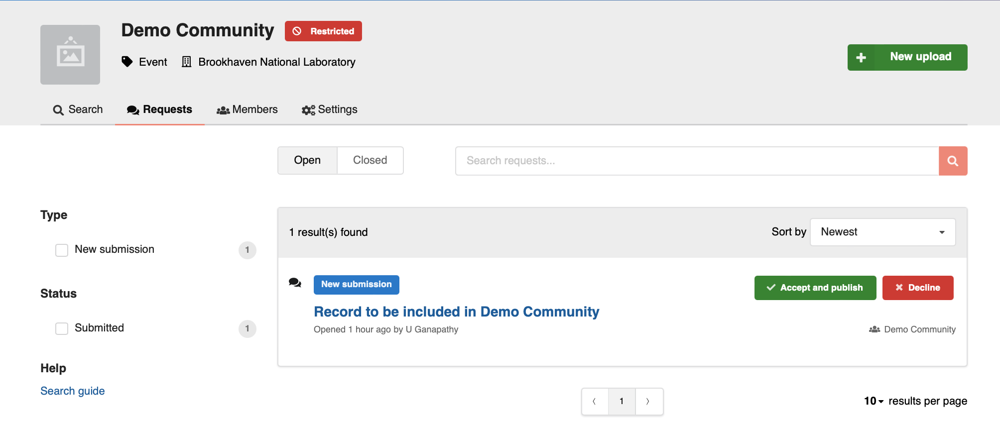 Demo Community
Restricted
Event
Brookhaven National Laboratory
New upload
Search
Requests
Members
Settings
Open
Closed
Search requests...
Type
New submission
1
Status
Submitted
1
Help
Search guide
1 result(s) found
Sort by
Newest
New submission
Accept and publish
Decline
Record to be included in Demo Community
Opened 1 hour ago by U Ganapathy
Demo Community
1
10 results per page